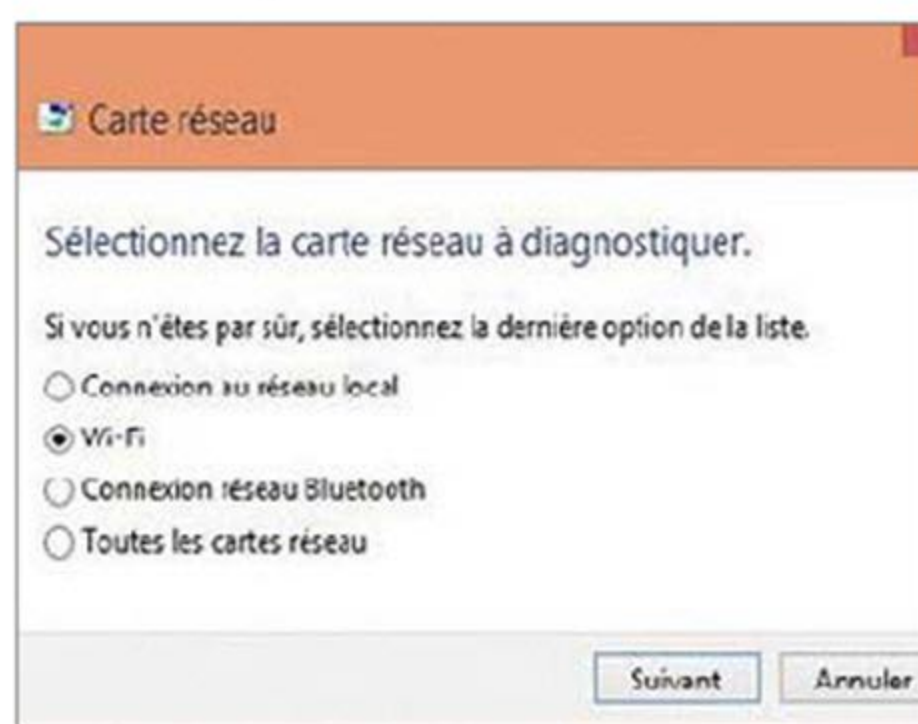 Carte réseau
Sélectionnez la carte réseau à diagnostiquer.
Si vous n'êtes par sûr, sélectionnez la dernière option de la liste.
Connexion au réseau local
Wi-Fi
Connexion réseau Bluetooth
Toutes les cartes réseau
Suivant Annuler